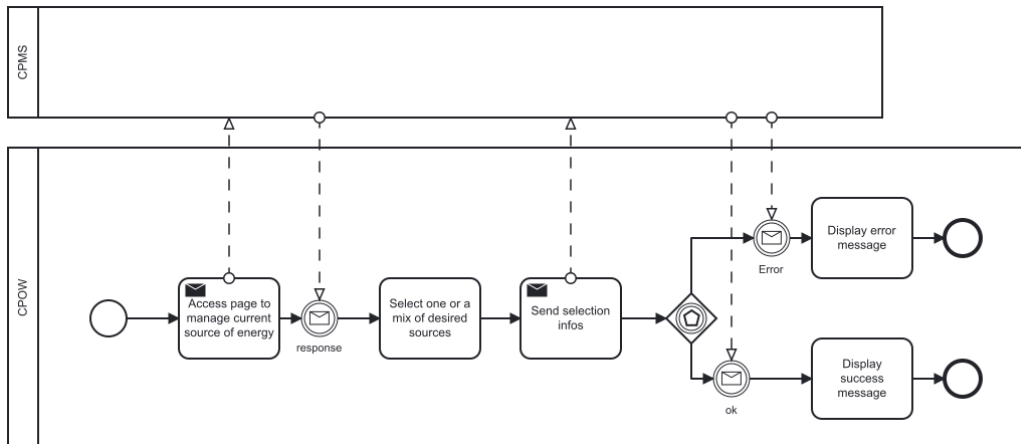 CPMS
CPOW
Access page to
manage current
source of energy
response
Select one or a
mix of desired
sources
Send selection
infos
Error
Display error
message
ok
Display
success
message